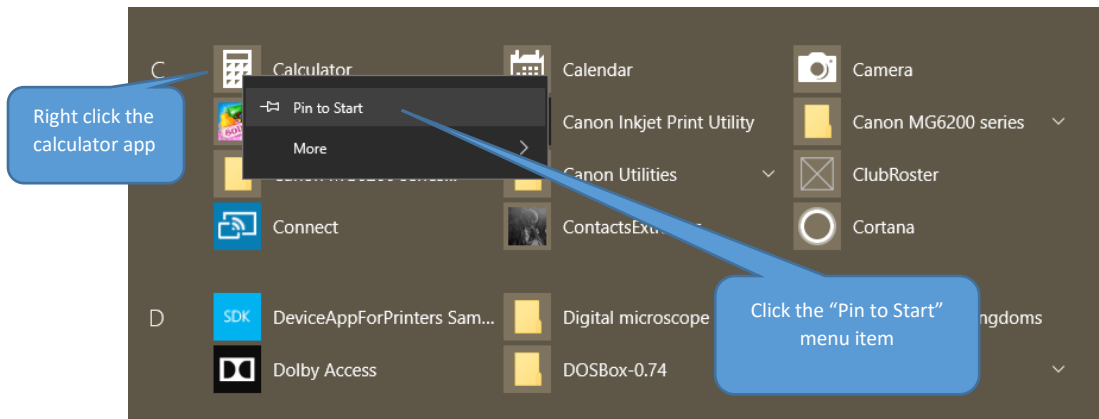 C
Calculator
Calendar
Camera
Right click the
calculator app
Pin to Start
Canon Inkjet Print Utility
Canon MG6200 series
More
Canon Utilities
ClubRoster
Connect
Cortana
D
SDK
DeviceAppForPrinters Sam...
Digital microscope
Click the “Pin to Start”
menu item
Dolby Access
DOSBox-0.74